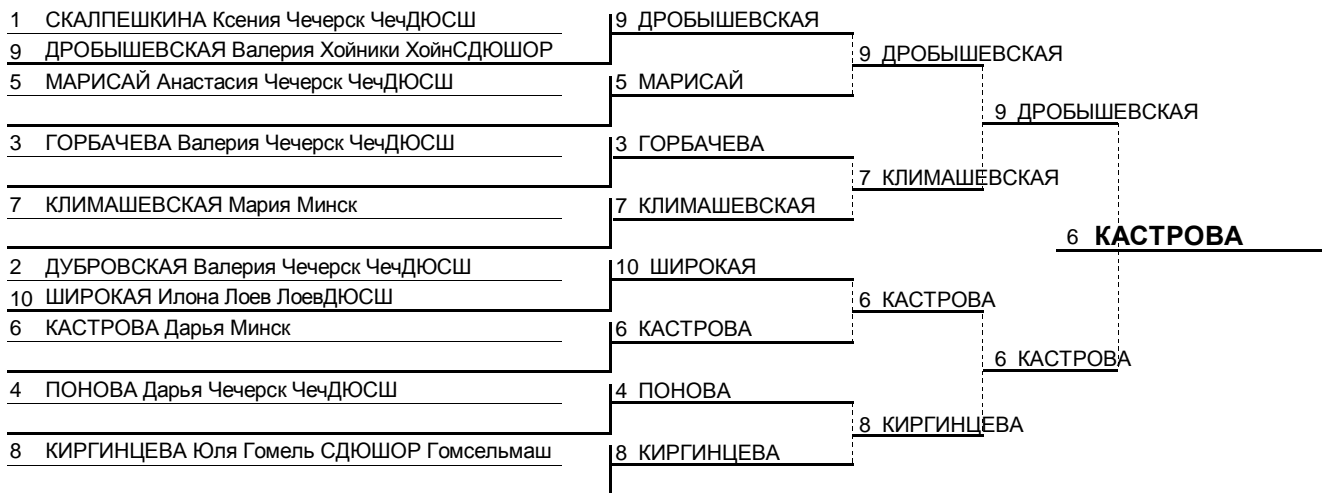 1 СКАЛПЕШКИНА Ксения Чечерск ЧечДЮСШ
9 ДРОБЫШЕВСКАЯ
9 ДРОБЫШЕВСКАЯ Валерия Хойники ХойнСДЮШОР
9 ДРОБЫШЕВСКАЯ
5 МАРИСАЙ Анастасия Чечерск ЧечДЮСШ
5 МАРИСАЙ
9 ДРОБЫШЕВСКАЯ
3 ГОРБАЧЕВА Валерия Чечерск ЧечДЮСШ
3 ГОРБАЧЕВА
7 КЛИМАШЕВСКАЯ
7 КЛИМАШЕВСКАЯ Мария Минск
7 КЛИМАШЕВСКАЯ
6 КАСТРОВА
2 ДУБРОВСКАЯ Валерия Чечерск ЧечДЮСШ
10 ШИРОКАЯ
10 ШИРОКАЯ Илона Лоев ЛоевДЮСШ
6 КАСТРОВА
6 КАСТРОВА Дарья Минск
6 КАСТРОВА
6 КАСТРОВА
4 ПОНОВА Дарья Чечерск ЧечДЮСШ
4 ПОНОВА
8 КИРГИНЦЕВА
8 КИРГИНЦЕВА Юля Гомель СДЮШОР Гомсельмаш
8 КИРГИНЦЕВА